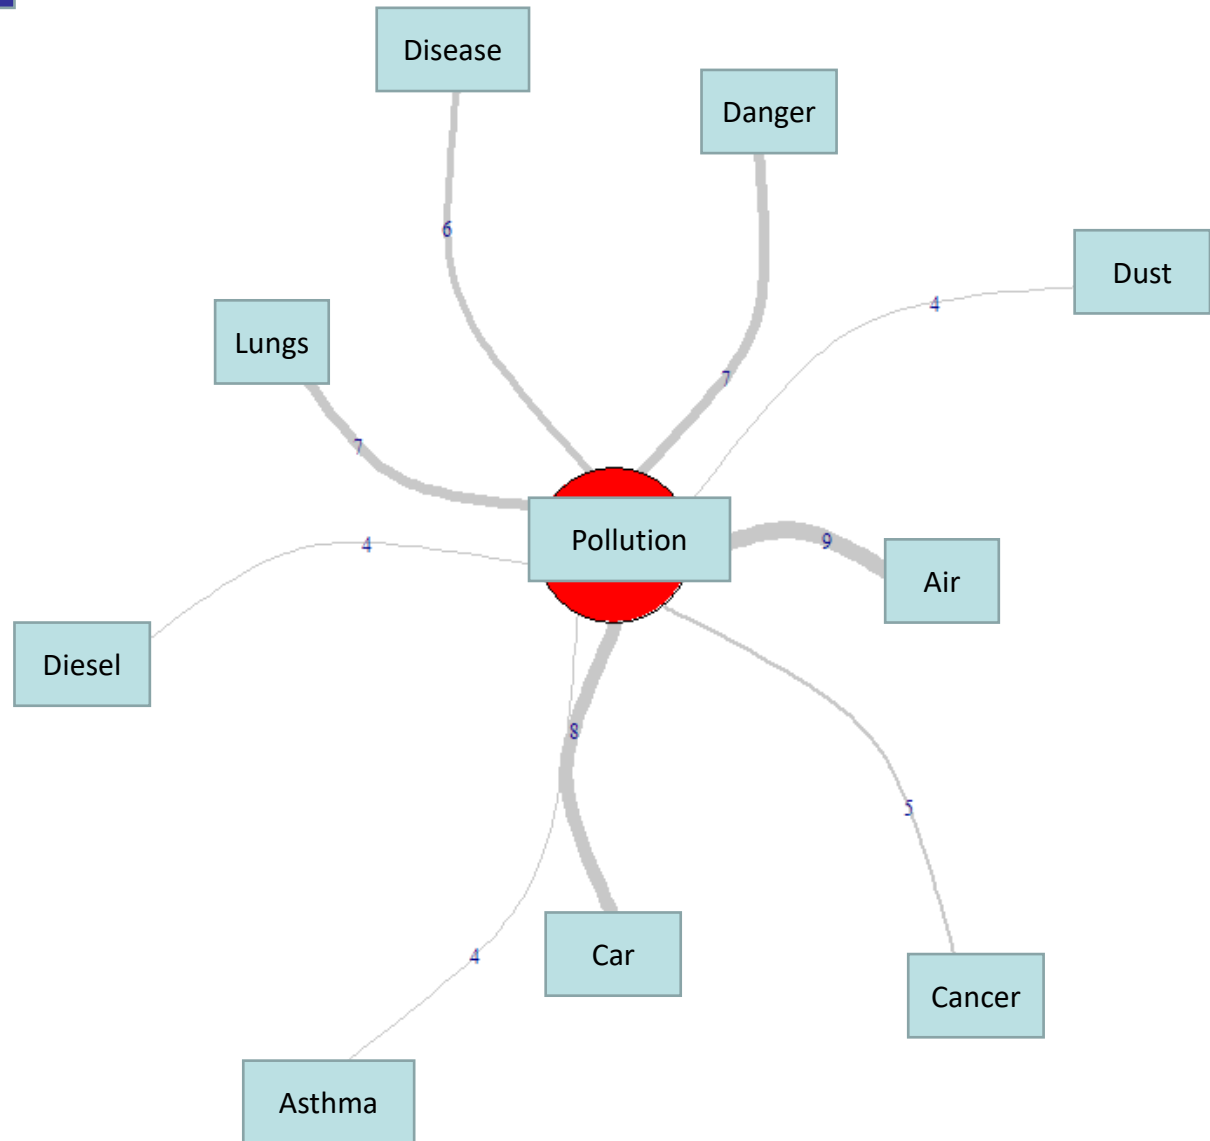 Disease
Danger
6
Dust
4
Lungs
7
7
Pollution
9
4
Air
Diesel
8
5
Car
4
Cancer
Asthma